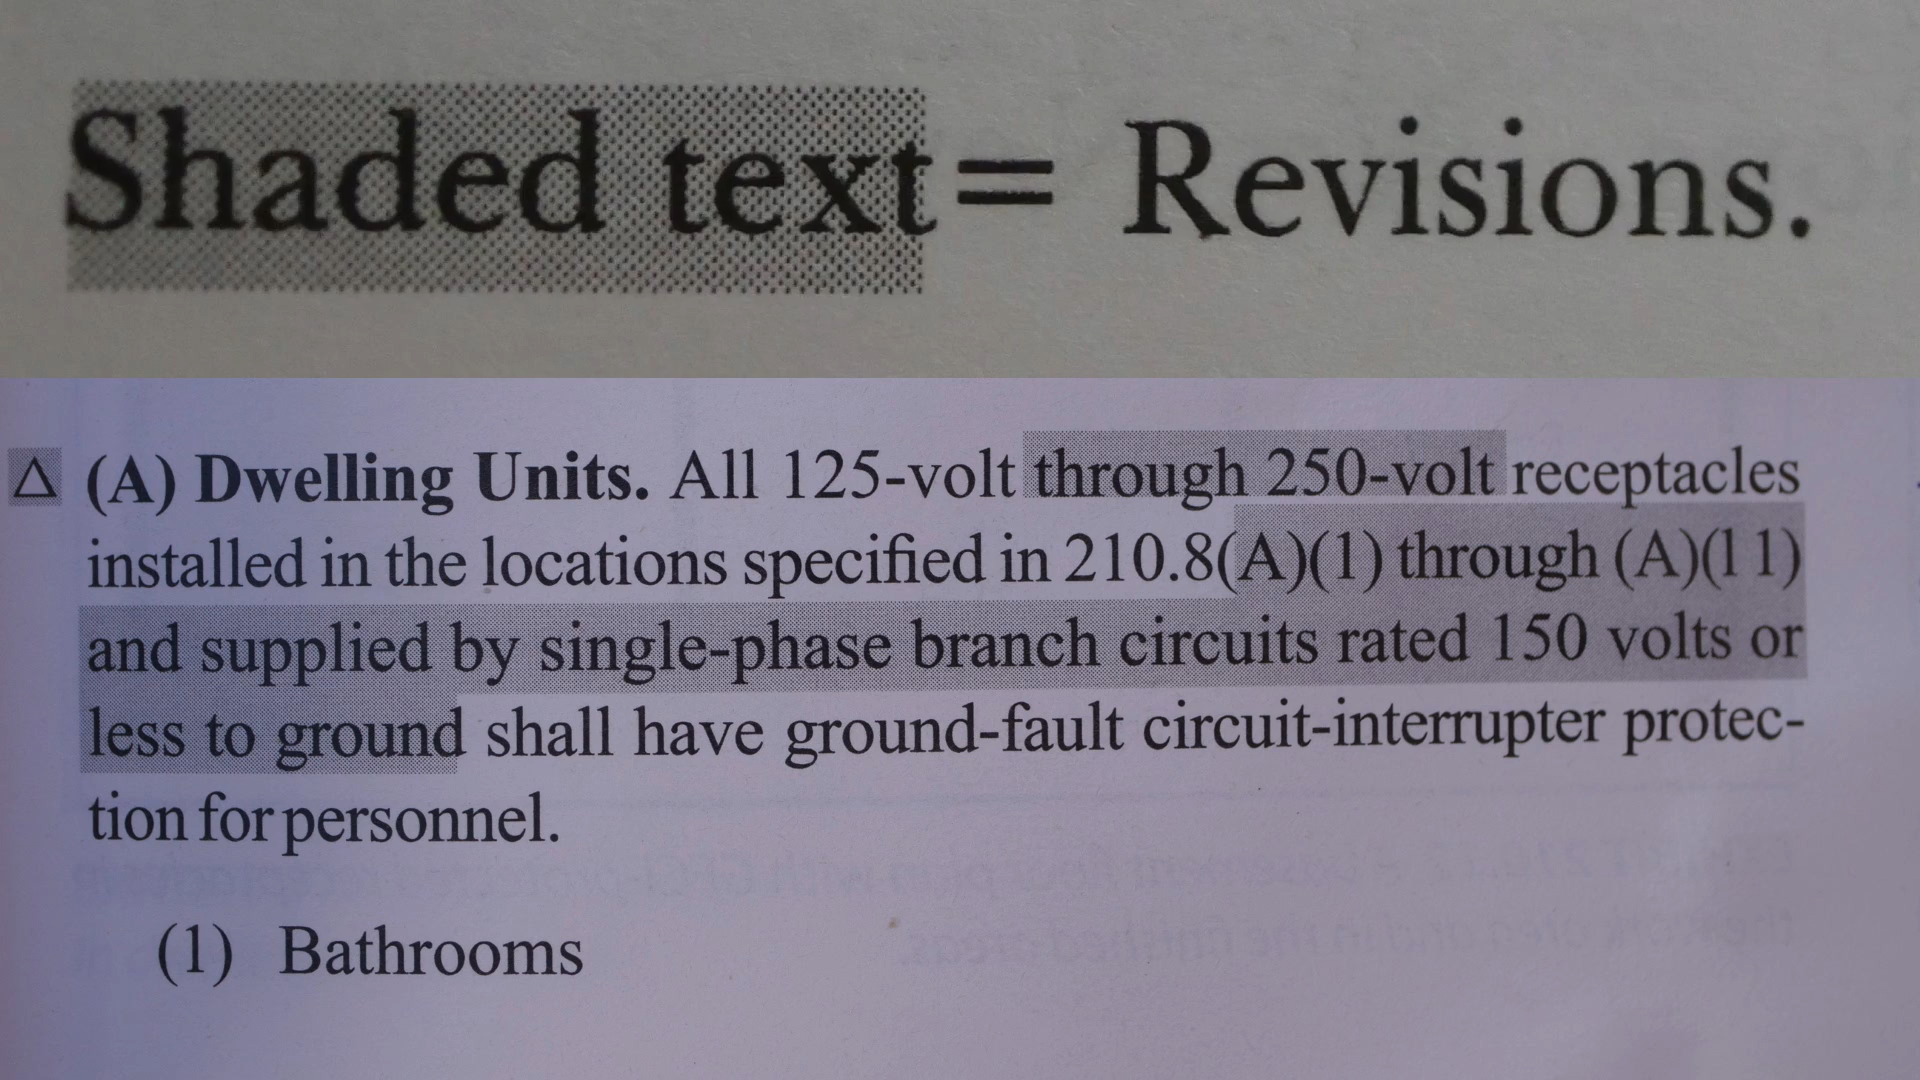 Shaded text = Revisions.
Δ (A) Dwelling Units. All 125-volt through 250-volt receptacles
installed in the locations specified in 210.8(A)(1) through (A)(11)
and supplied by single-phase branch circuits rated 150 volts or
less to ground shall have ground-fault circuit-interrupter protec-
tion for personnel.
(1) Bathrooms